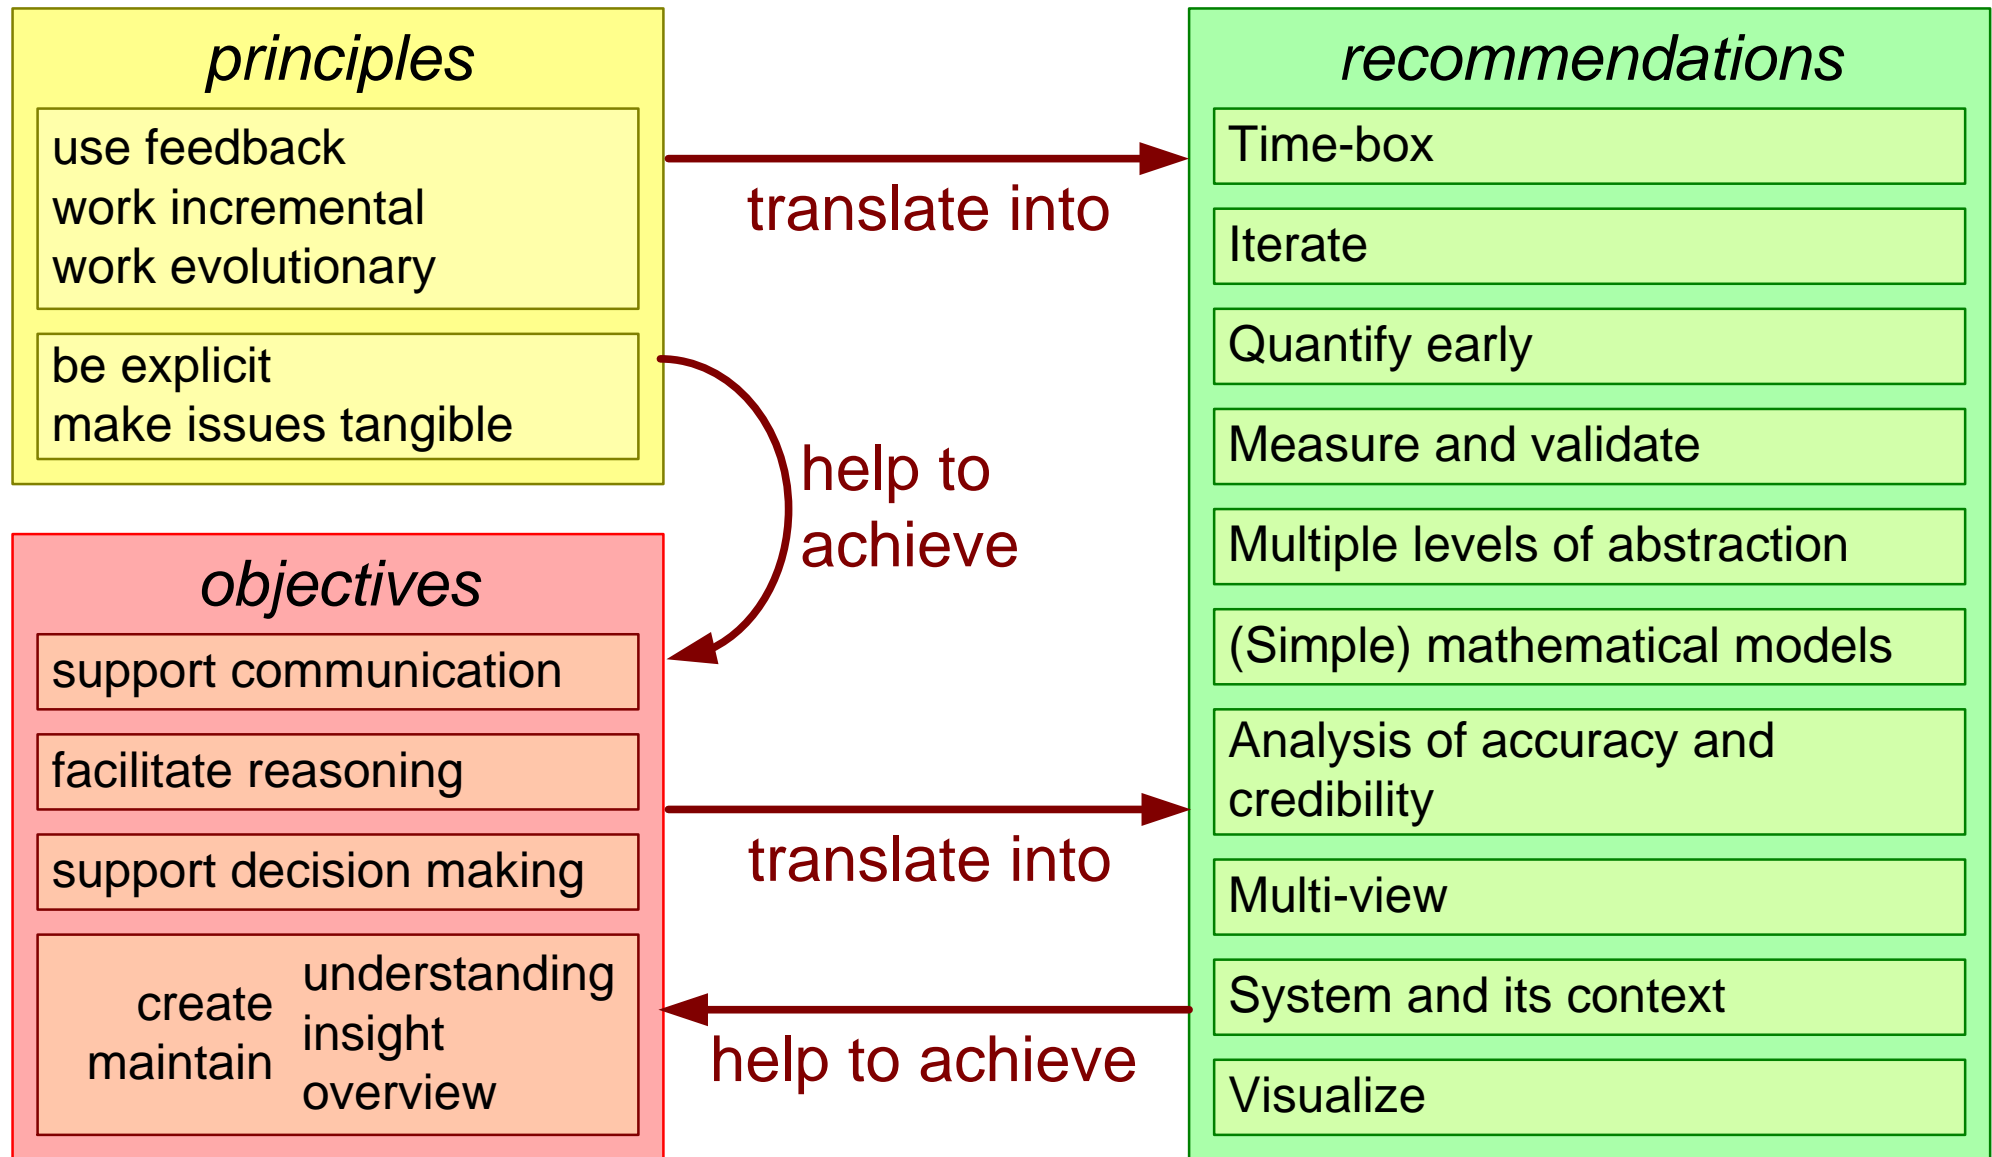 principles
use feedback
work incremental
work evolutionary
be explicit
make issues tangible
translate into
help to
achieve
objectives
support communication
facilitate reasoning
support decision making
create
maintain
understanding
insight
overview
translate into
help to achieve
recommendations
Time-box
Iterate
Quantify early
Measure and validate
Multiple levels of abstraction
(Simple) mathematical models
Analysis of accuracy and
credibility
Multi-view
System and its context
Visualize